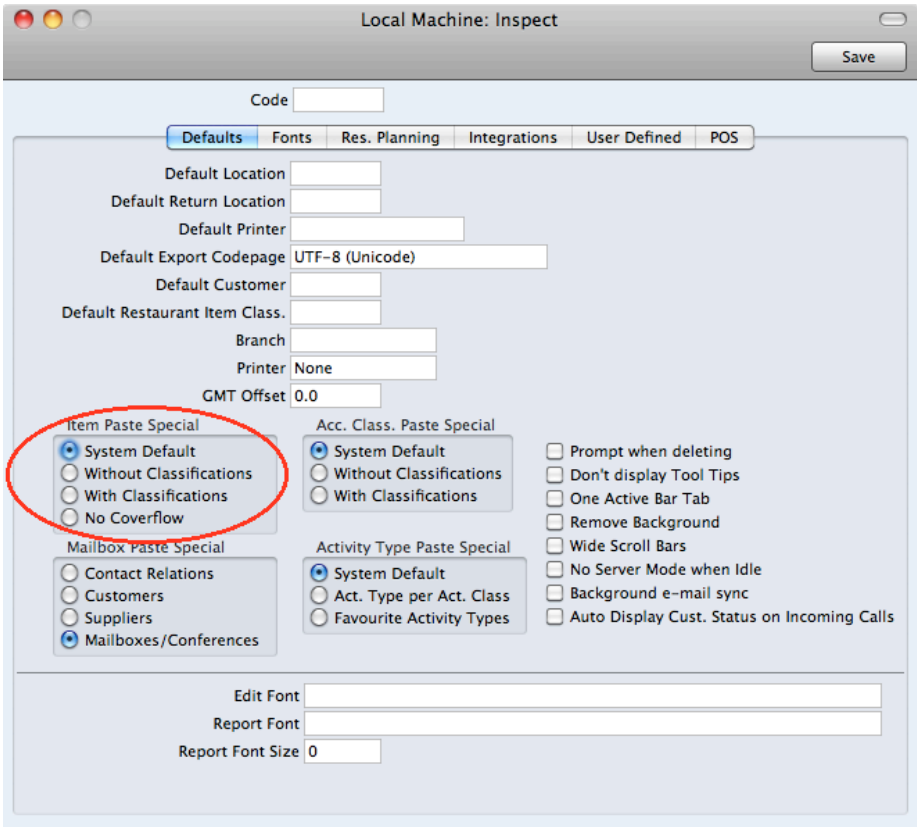 Local Machine: Inspect
Save
Code
Defaults Fonts Res. Planning Integrations User Defined POS
Default Location
Default Return Location
Default Printer
Default Export Codepage UTF-8 (Unicode)
Default Customer
Default Restaurant Item Class.
Branch
Printer None
GMT Offset 0.0
Item Paste Special
System Default
Without Classifications
With Classifications
No Coverflow
Acc. Class. Paste Special
System Default
Without Classifications
With Classifications
Prompt when deleting
Don't display Tool Tips
One Active Bar Tab
Remove Background
Wide Scroll Bars
No Server Mode when Idle
Background e-mail sync
Auto Display Cust. Status on Incoming Calls
Mailbox Paste Special
Contact Relations
Customers
Suppliers
Mailboxes/Conferences
Activity Type Paste Special
System Default
Act. Type per Act. Class
Favourite Activity Types
Edit Font
Report Font
Report Font Size 0